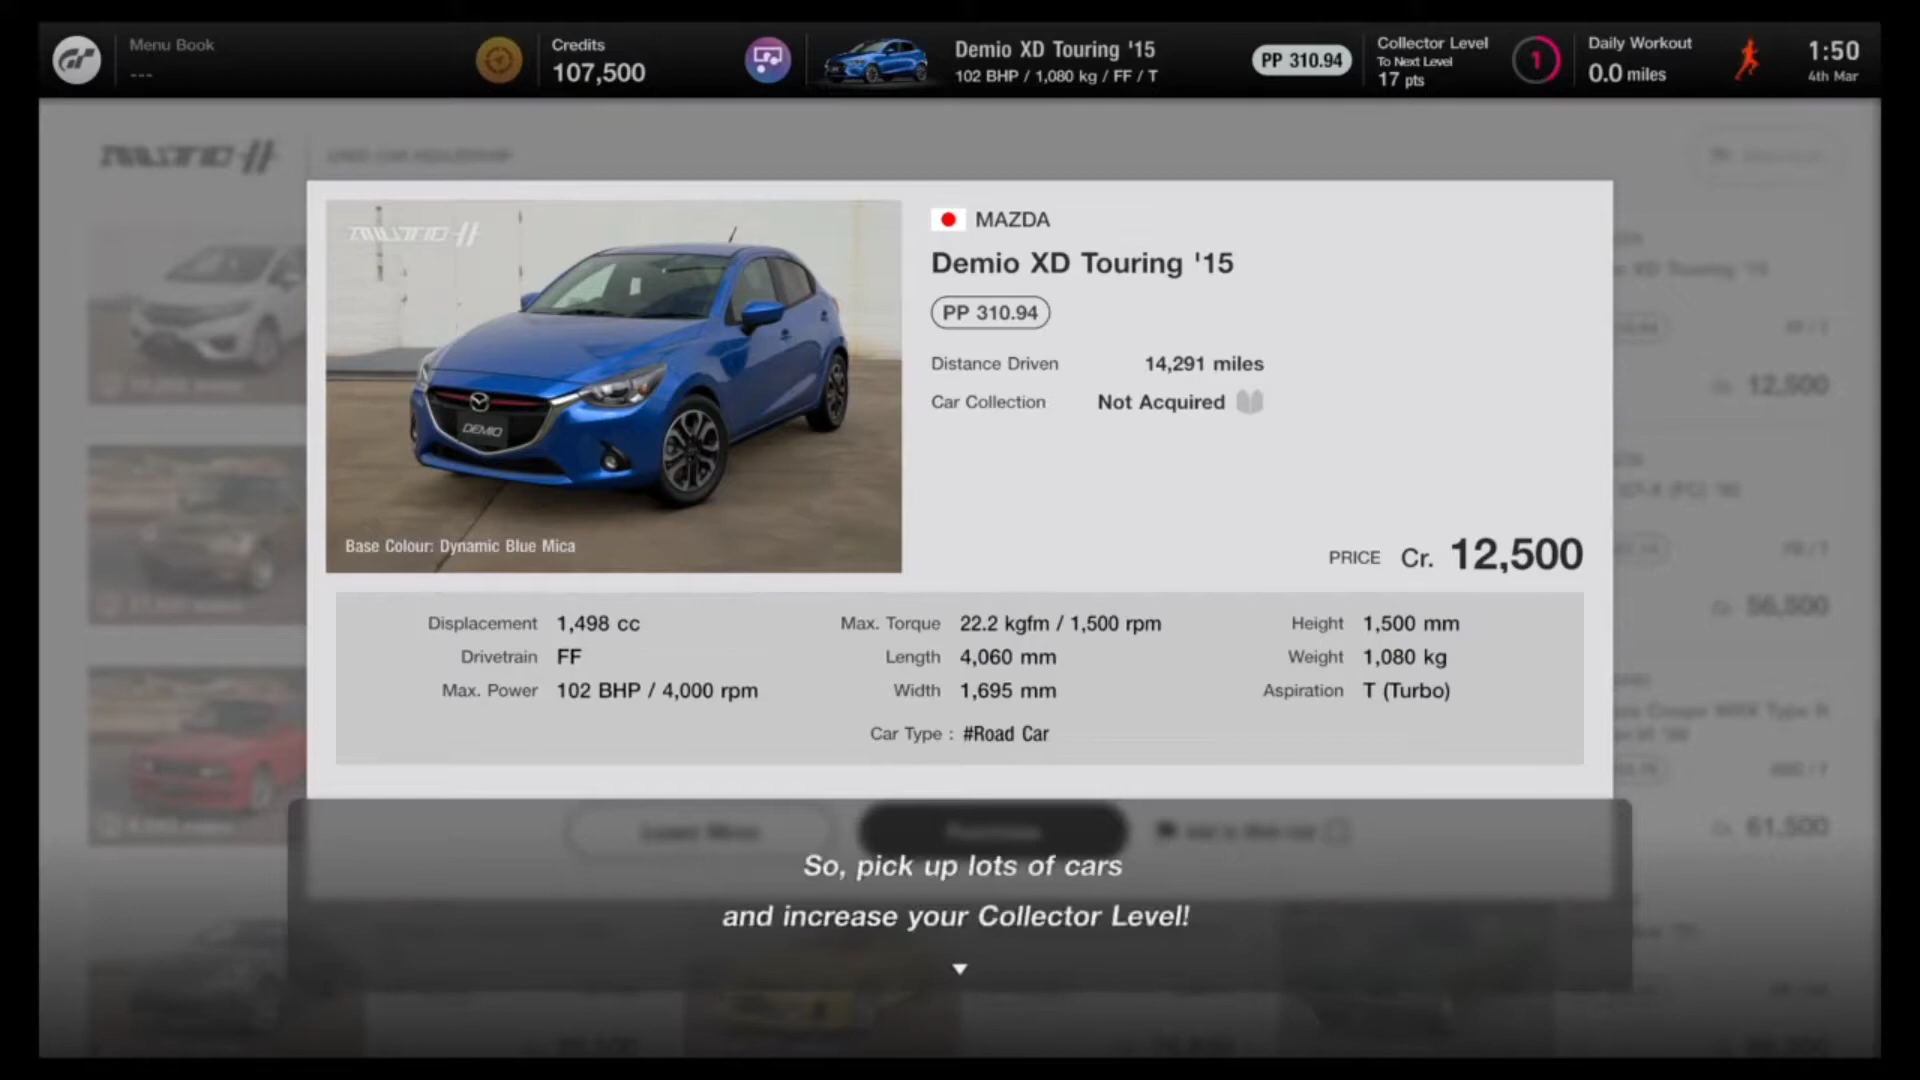 Menu Book
---
Credits
107,500
Demio XD Touring '15
102 BHP / 1,080 kg / FF / T
PP 310.94
Collector Level
To Next Level
17 pts
1
Daily Workout
0.0 miles
1:50
4th Mar
MAZDA
Demio XD Touring '15
PP 310.94
Distance Driven 14,291 miles
Car Collection Not Acquired
DEMIO
Base Colour: Dynamic Blue Mica
PRICE Cr. 12,500
Displacement 1,498 cc
Drivetrain FF
Max. Power 102 BHP / 4,000 rpm
Max. Torque 22.2 kgfm / 1,500 rpm
Length 4,060 mm
Width 1,695 mm
Height 1,500 mm
Weight 1,080 kg
Aspiration T (Turbo)
Car Type : #Road Car
12,500
56,500
61,500
So, pick up lots of cars
and increase your Collector Level!